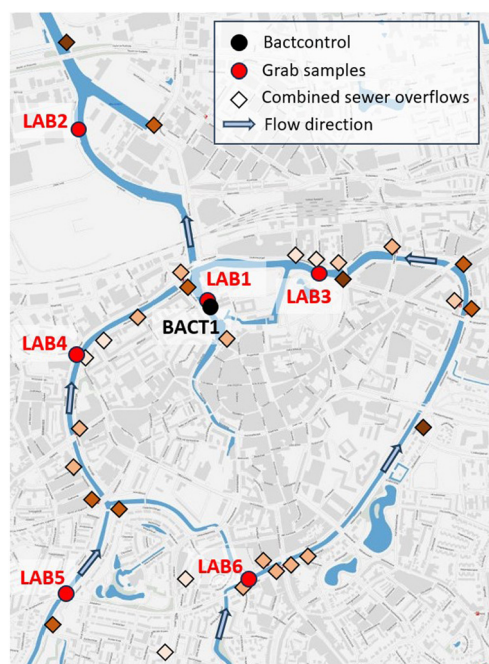 Bactcontrol
Grab samples
Combined sewer overflows
Flow direction
LAB2
LAB1
LAB3
BACT1
LAB4
LAB5
LAB6